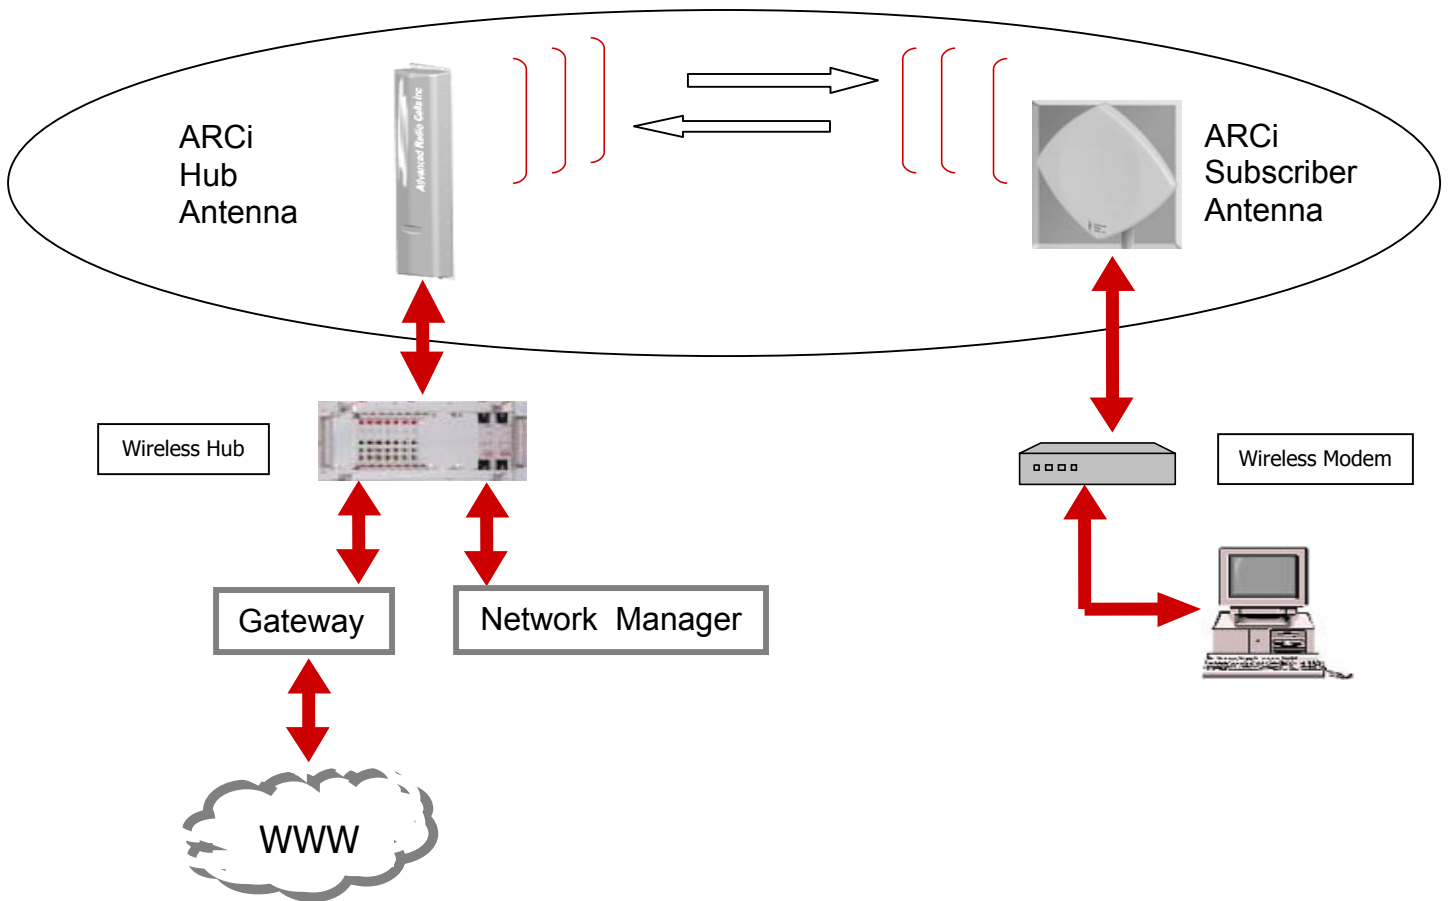 ARCi
Hub
Antenna
Advanced Radio Cells Inc
ARCi
Subscriber
Antenna
Wireless Hub
Wireless Modem
Gateway
Network Manager
WWW